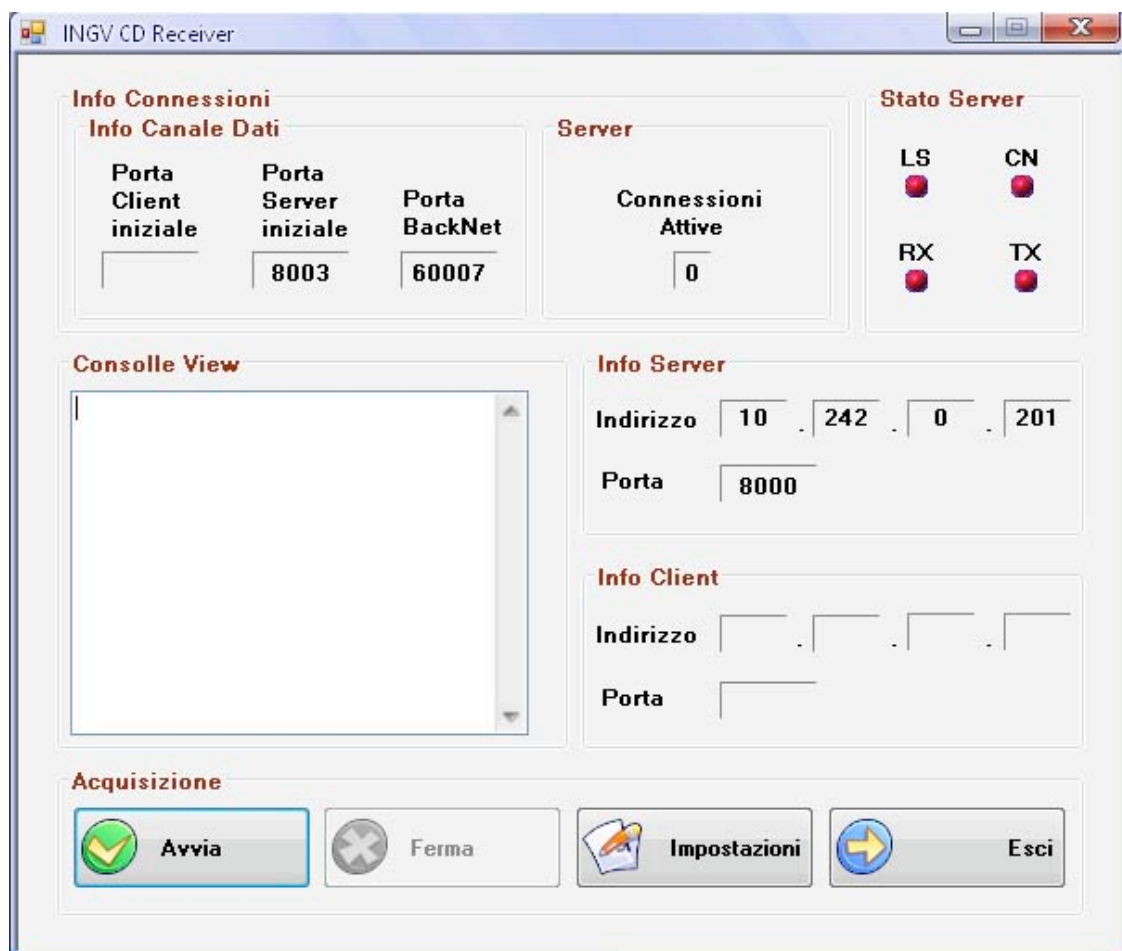 INGV CD Receiver
Info Connessioni
Info Canale Dati
Porta
Client
iniziale
Porta
Server
iniziale
8003
Porta
BackNet
60007
Server
Connessioni
Attive
0
Stato Server
LS
CN
RX
TX
Consolle View
Info Server
Indirizzo 10 . 242 . 0 . 201
Porta 8000
Info Client
Indirizzo . . .
Porta
Acquisizione
Avvia
Ferma
Impostazioni
Esci